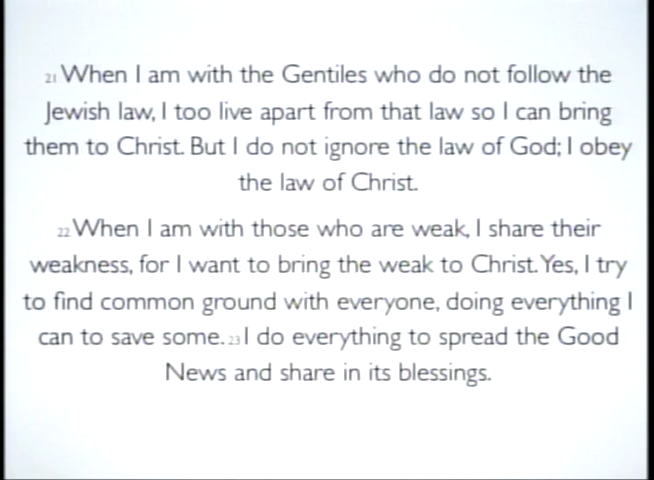 21 When I am with the Gentiles who do not follow the
Jewish law, I too live apart from that law so I can bring
them to Christ. But I do not ignore the law of God; I obey
the law of Christ.
22 When I am with those who are weak, I share their
weakness, for I want to bring the weak to Christ. Yes, I try
to find common ground with everyone, doing everything I
can to save some. 23 I do everything to spread the Good
News and share in its blessings.